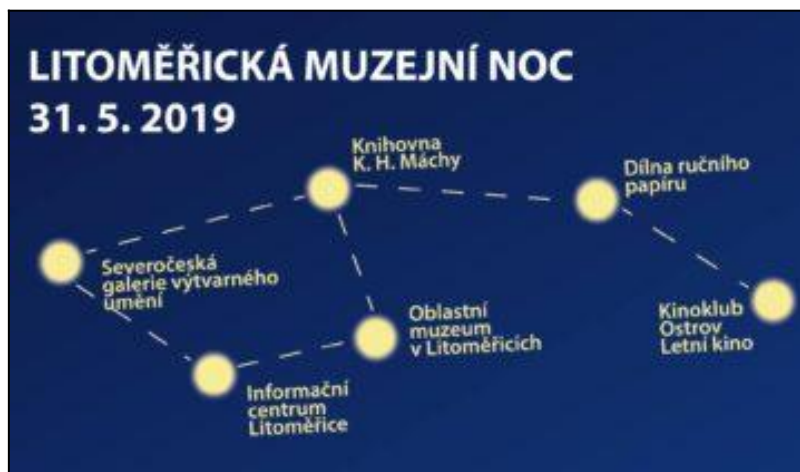 LITOMĚŘICKÁ MUZEJNÍ NOC
31. 5. 2019
Knihovna
K. H. Máchy
Dílna ručního
papíru
Severočeská
galerie výtvarného
umění
Oblastní
muzeum
v Litoměřicích
Kinoklub
Ostrov
Letní kino
Informační
centrum
Litoměřice